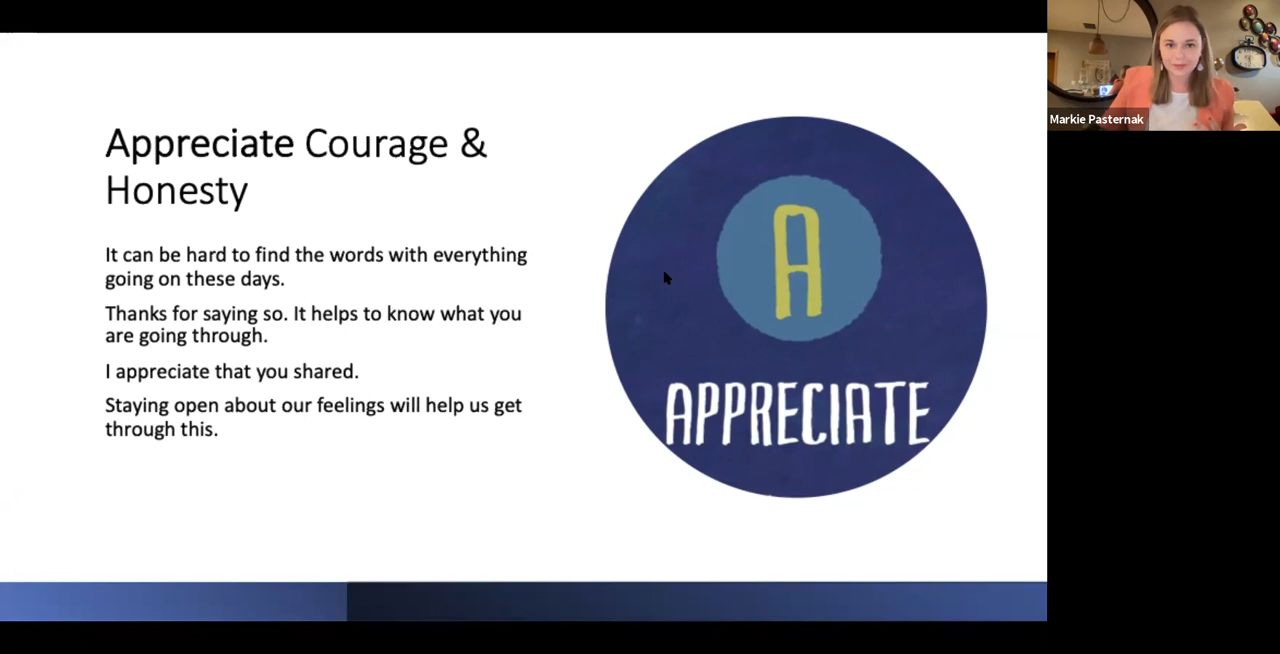 Appreciate Courage &
Honesty
It can be hard to find the words with everything
going on these days.
Thanks for saying so. It helps to know what you
are going through.
I appreciate that you shared.
Staying open about our feelings will help us get
through this.
A
APPRECIATE
Markie Pasternak